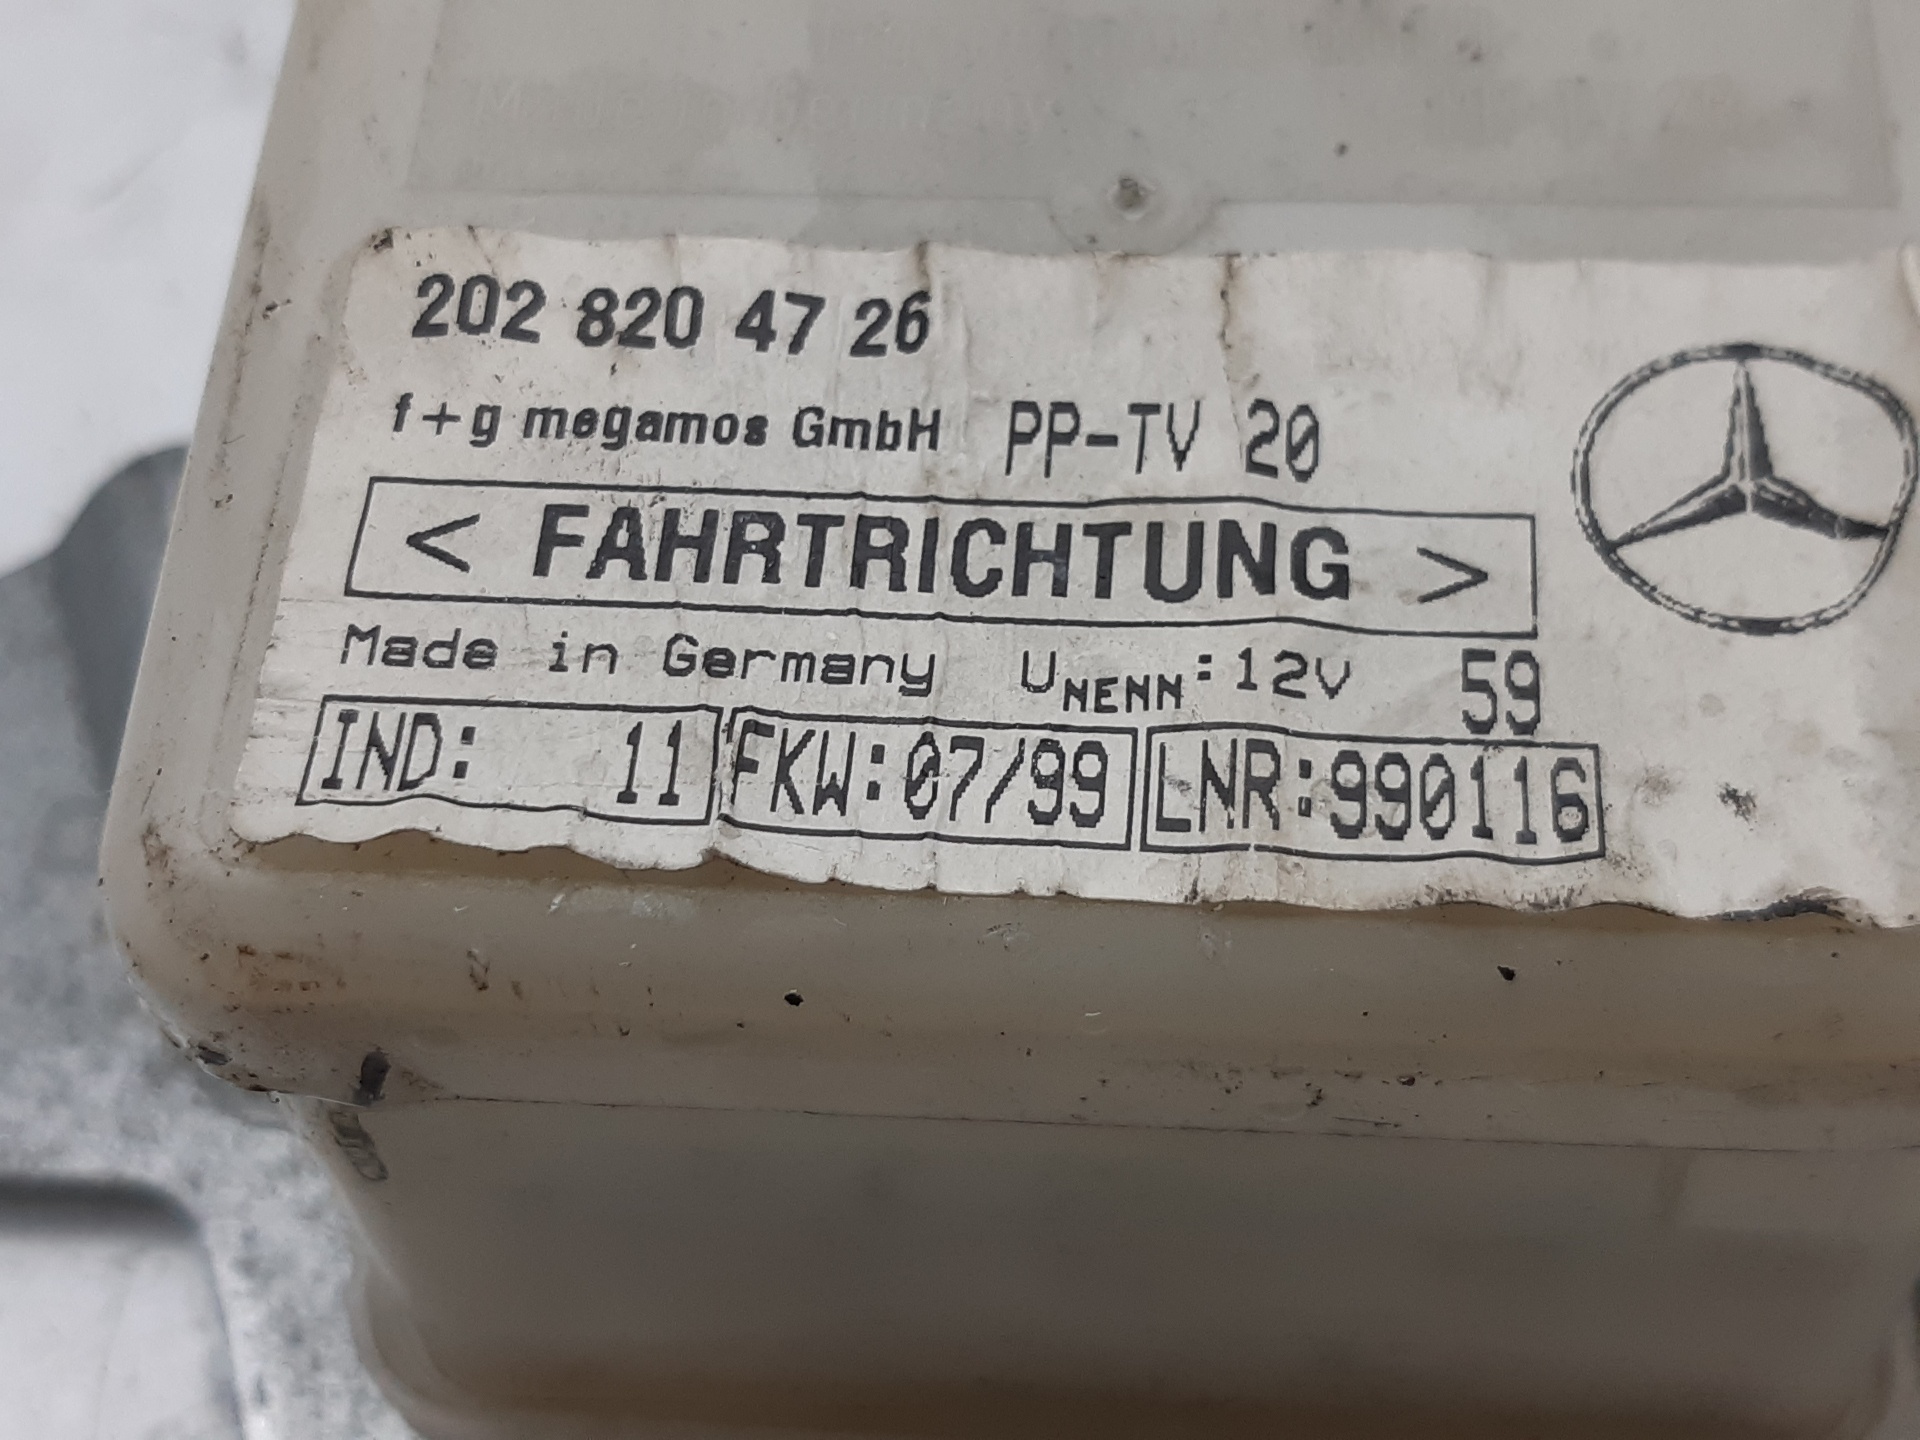 202 820 47 26
f+g megamos GmbH PP-TV 20
< FAHRTRICHTUNG >
Made in Germany UNENN:12V 59
IND: 11 FKW:07/99 LNR:990116